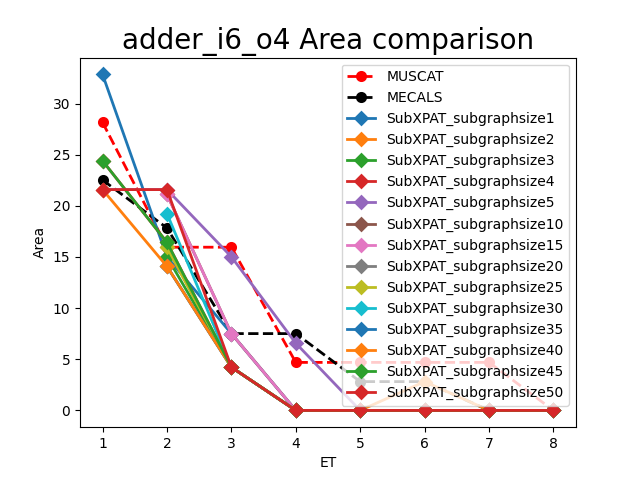 adder_i6_o4 Area comparison
MUSCAT
MECALS
SubXPAT_subgraphsize1
SubXPAT_subgraphsize2
SubXPAT_subgraphsize3
SubXPAT_subgraphsize4
SubXPAT_subgraphsize5
SubXPAT_subgraphsize10
SubXPAT_subgraphsize15
SubXPAT_subgraphsize20
SubXPAT_subgraphsize25
SubXPAT_subgraphsize30
SubXPAT_subgraphsize35
SubXPAT_subgraphsize40
SubXPAT_subgraphsize45
SubXPAT_subgraphsize50
Area
30
25
20
15
10
5
0
1 2 3 4 5 6 7 8
ET